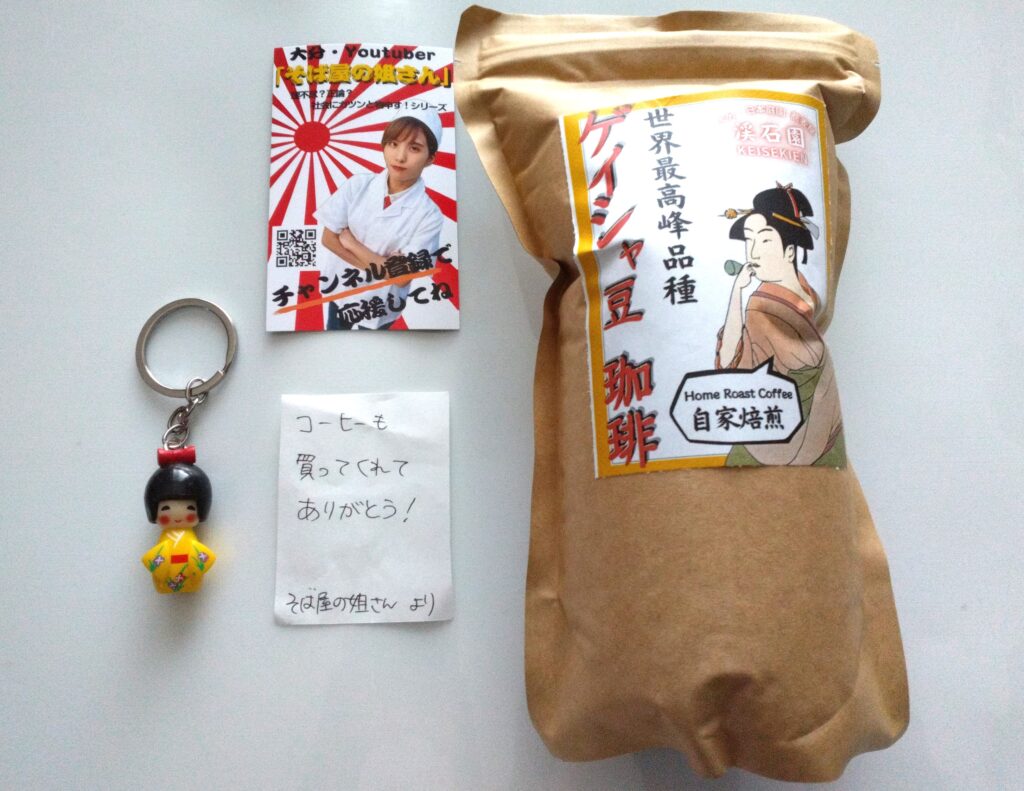 大分・Youtuber
「そば屋の姐さん」
社会にガツンと物申す！シリーズ
チャンネル登録で
応援してね
コーヒーも
買ってくれて
ありがとう！
そば屋の姐さん より
渓石園
KEISEKIEN
世界最高峰品種
ゲイシャ豆 珈琲
Home Roast Coffee
自家焙煎